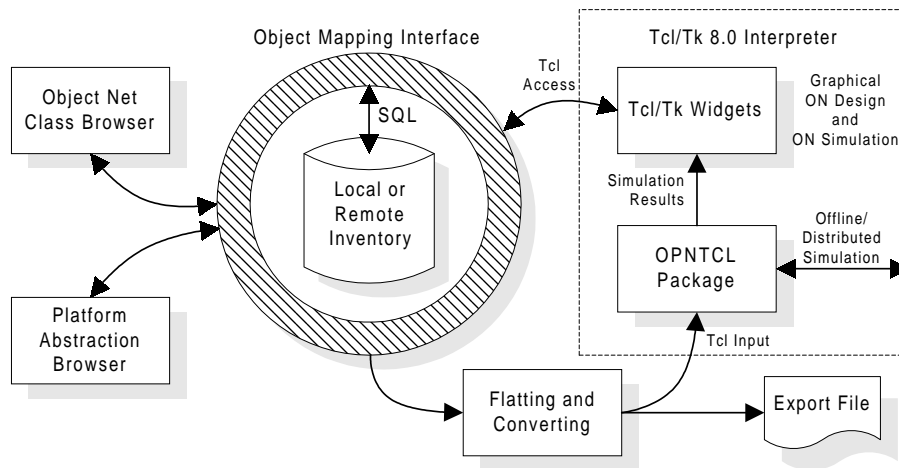 Object Mapping Interface
Tcl/Tk 8.0 Interpreter
Object Net
Class Browser
SQL
Local or
Remote
Inventory
Tcl
Access
Tcl/Tk Widgets
Graphical
ON Design
and
ON Simulation
Simulation
Results
OPNTCL
Package
Offline/
Distributed
Simulation
Platform
Abstraction
Browser
Tcl Input
Flatting and
Converting
Export File